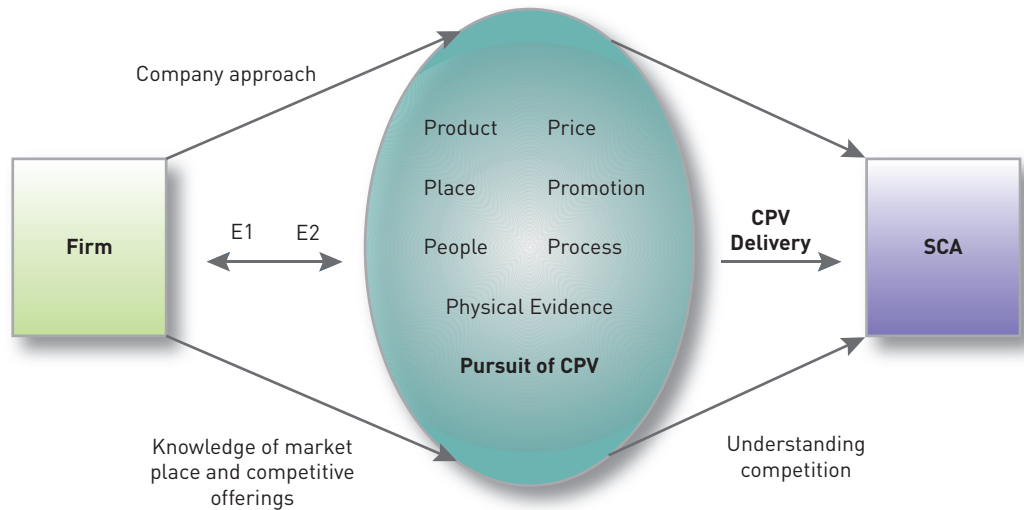 Company approach
Product Price
Place Promotion
People Process
Physical Evidence
Pursuit of CPV
Firm
E1 E2
CPV
Delivery
SCA
Knowledge of market
place and competitive
offerings
Understanding
competition